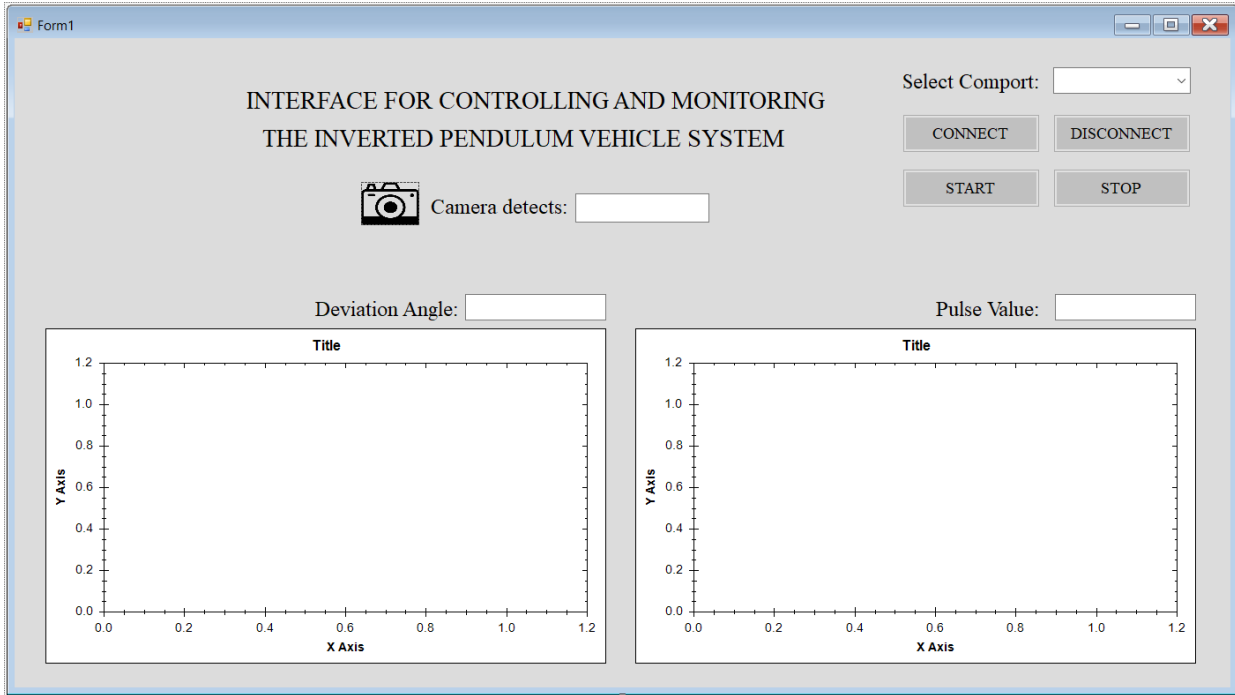 Form1
INTERFACE FOR CONTROLLING AND MONITORING
THE INVERTED PENDULUM VEHICLE SYSTEM
Select Comport:
CONNECT
DISCONNECT
START
STOP
Camera detects:
Deviation Angle:
Title
Y Axis
1.2
1.0
0.8
0.6
0.4
0.2
0.0
0.0 0.2 0.4 0.6 0.8 1.0 1.2
X Axis
Pulse Value:
Title
Y Axis
1.2
1.0
0.8
0.6
0.4
0.2
0.0
0.0 0.2 0.4 0.6 0.8 1.0 1.2
X Axis